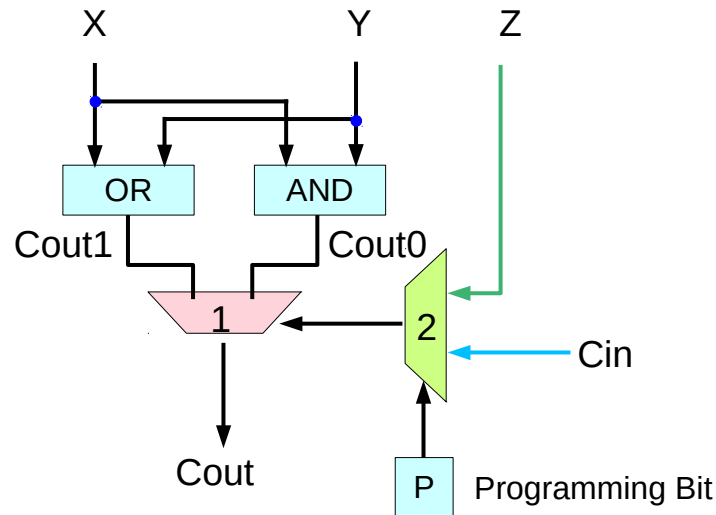 X Y Z
OR AND
Cout1 Cout0
1 2
Cin
Cout
P Programming Bit